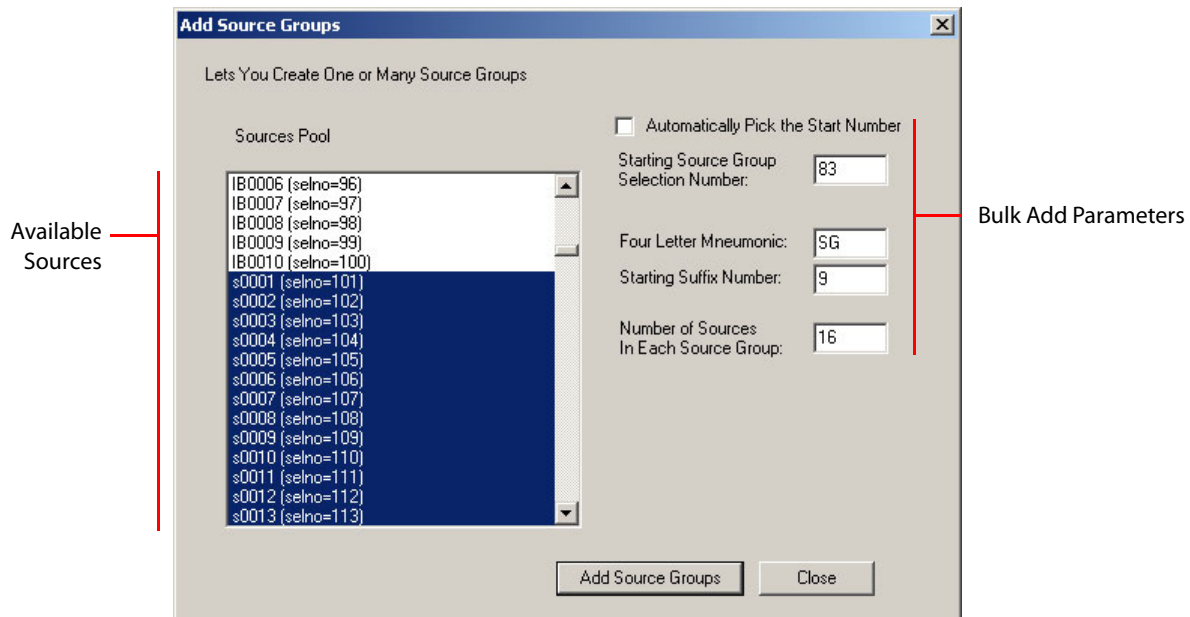 Add Source Groups
Lets You Create One or Many Source Groups
Sources Pool
IB0006 (selno=96)
IB0007 (selno=97)
IB0008 (selno=98)
IB0009 (selno=99)
IB0010 (selno=100)
s0001 (selno=101)
s0002 (selno=102)
s0003 (selno=103)
s0004 (selno=104)
s0005 (selno=105)
s0006 (selno=106)
s0007 (selno=107)
s0008 (selno=108)
s0009 (selno=109)
s0010 (selno=110)
s0011 (selno=111)
s0012 (selno=112)
s0013 (selno=113)
Available
Sources
Automatically Pick the Start Number
Starting Source Group
Selection Number:
83
Four Letter Mneumonic:
SG
Starting Suffix Number:
9
Number of Sources
In Each Source Group:
16
Bulk Add Parameters
Add Source Groups
Close